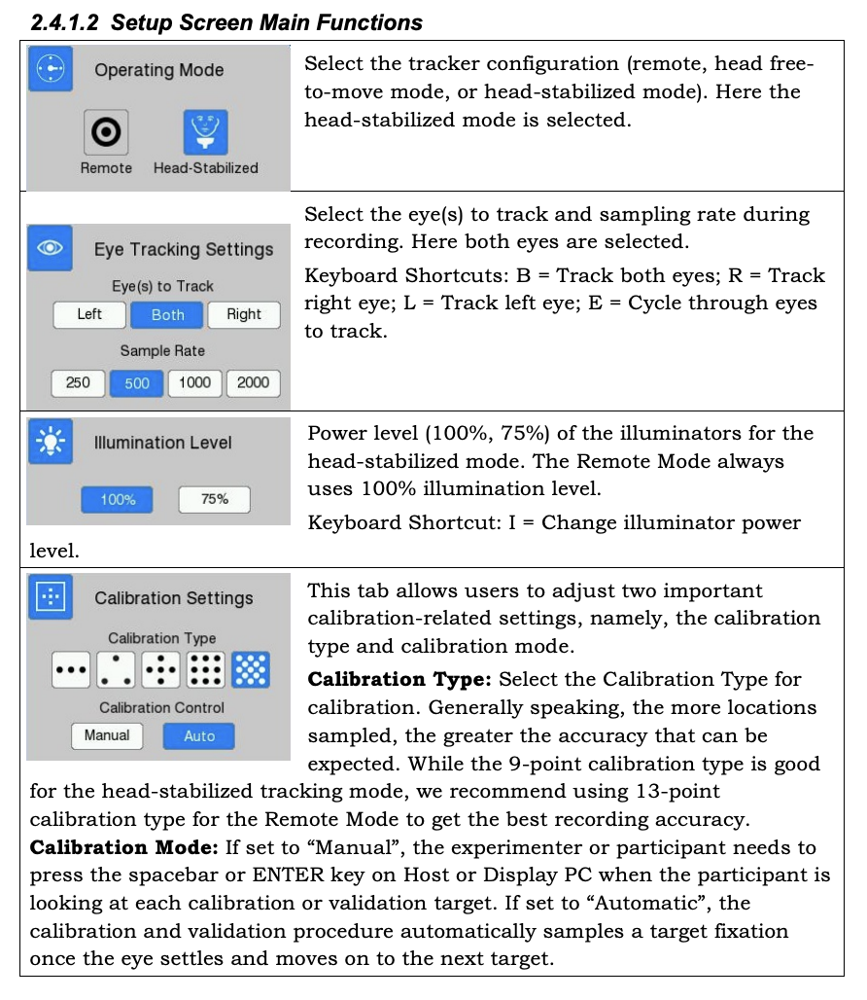 2.4.1.2 Setup Screen Main Functions
Operating Mode
Remote Head-Stabilized
Select the tracker configuration (remote, head free-
to-move mode, or head-stabilized mode). Here the
head-stabilized mode is selected.
Eye Tracking Settings
Eye(s) to Track
Left Both Right
Sample Rate
250 500 1000 2000
Select the eye(s) to track and sampling rate during
recording. Here both eyes are selected.
Keyboard Shortcuts: B = Track both eyes; R = Track
right eye; L = Track left eye; E = Cycle through eyes
to track.
Illumination Level
100% 75%
Power level (100%, 75%) of the illuminators for the
head-stabilized mode. The Remote Mode always
uses 100% illumination level.
Keyboard Shortcut: I = Change illuminator power
level.
Calibration Settings
Calibration Type
Calibration Control
Manual Auto
This tab allows users to adjust two important
calibration-related settings, namely, the calibration
type and calibration mode.
Calibration Type: Select the Calibration Type for
calibration. Generally speaking, the more locations
sampled, the greater the accuracy that can be
expected. While the 9-point calibration type is good
for the head-stabilized tracking mode, we recommend using 13-point
calibration type for the Remote Mode to get the best recording accuracy.
Calibration Mode: If set to “Manual”, the experimenter or participant needs to
press the spacebar or ENTER key on Host or Display PC when the participant is
looking at each calibration or validation target. If set to “Automatic”, the
calibration and validation procedure automatically samples a target fixation
once the eye settles and moves on to the next target.